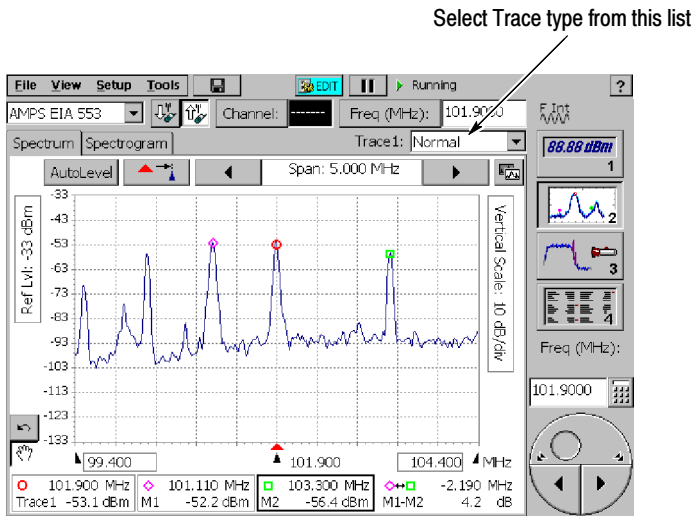 Select Trace type from this list
File View Setup Tools EDIT Running ?
AMPS EIA 553 Channel: ------ Freq (MHz): 101.9000 F Int
Spectrum Spectrogram Trace1: Normal
88.88 dBm
1
AutoLevel Span: 5.000 MHz
2
3
4
Ref Lvl: -33 dBm
-33
-43
-53
-63
-73
-83
-93
-103
-113
-123
-133
Vertical Scale: 10 dB/div
Freq (MHz):
101.9000
99.400 101.900 104.400 MHz
101.900 MHz 101.110 MHz 103.300 MHz -2.190 MHz
Trace1 -53.1 dBm M1 -52.2 dBm M2 -56.4 dBm M1-M2 4.2 dB